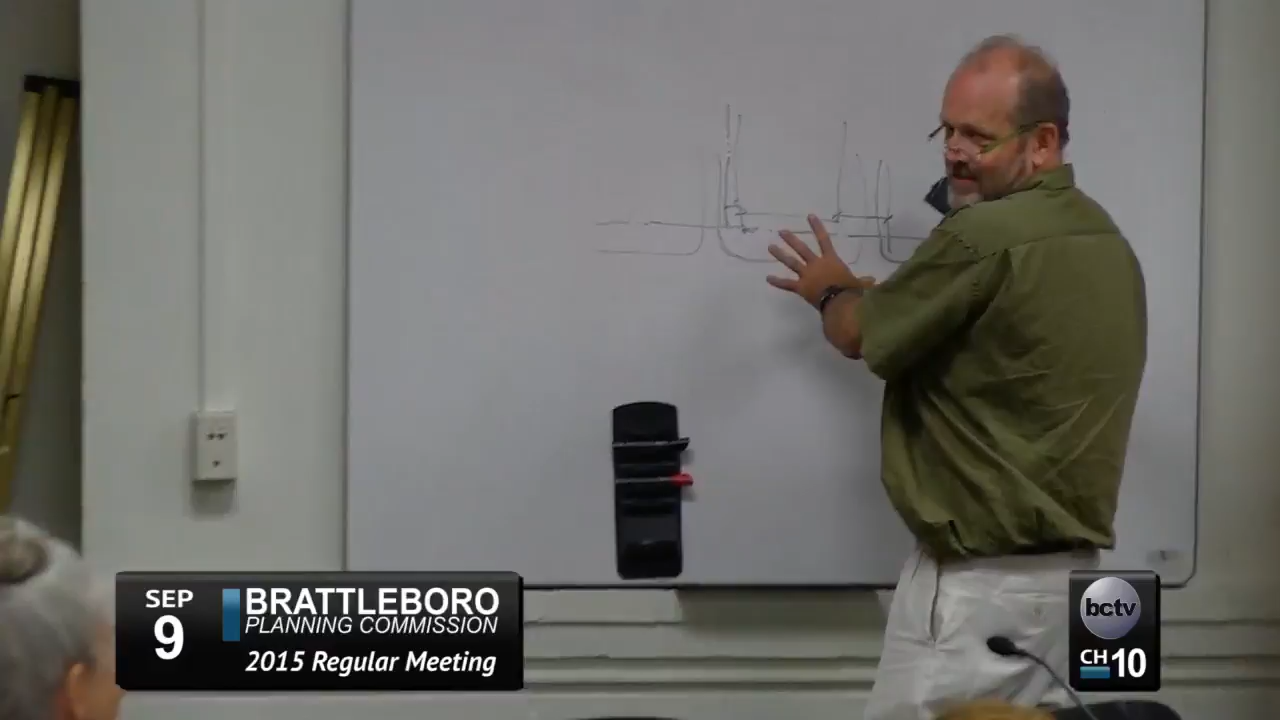 SEP
9
BRATTLEBORO
PLANNING COMMISSION
2015 Regular Meeting
bctv
CH 10